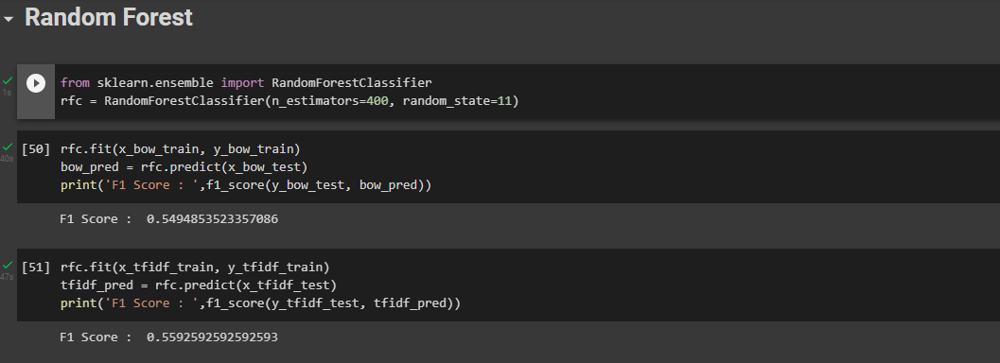 Random Forest
1s
from sklearn.ensemble import RandomForestClassifier
rfc = RandomForestClassifier(n_estimators=400, random_state=11)
40s
[50] rfc.fit(x_bow_train, y_bow_train)
bow_pred = rfc.predict(x_bow_test)
print('F1 Score : ',f1_score(y_bow_test, bow_pred))
F1 Score :  0.5494853523357086
47s
[51] rfc.fit(x_tfidf_train, y_tfidf_train)
tfidf_pred = rfc.predict(x_tfidf_test)
print('F1 Score : ',f1_score(y_tfidf_test, tfidf_pred))
F1 Score :  0.5592592592592593